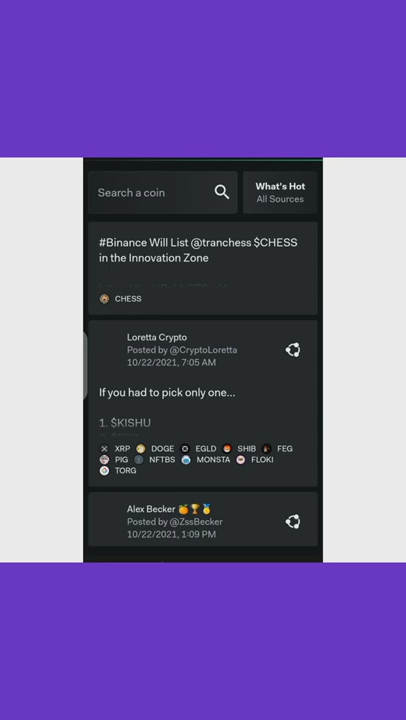 Search a coin
What's Hot
All Sources
#Binance Will List @tranchess $CHESS
in the Innovation Zone
CHESS
Loretta Crypto
Posted by @CryptoLoretta
10/22/2021, 7:05 AM
If you had to pick only one...
1. $KISHU
XRP DOGE EGLD SHIB FEG
PIG NFTBS MONSTA FLOKI
TORG
Alex Becker 🍊🏆🥇
Posted by @ZssBecker
10/22/2021, 1:09 PM